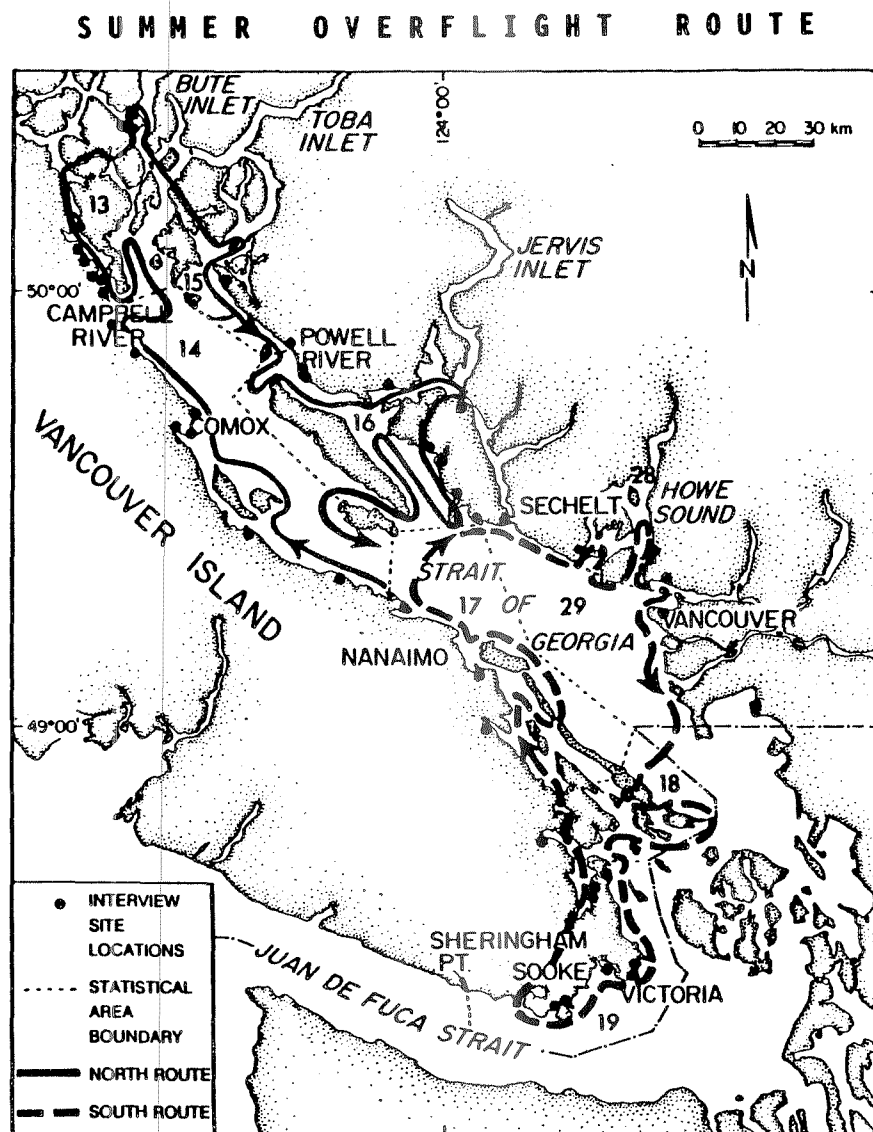 SUMMER OVERFLIGHT ROUTE
BUTE
INLET
TOBA
INLET
124°00'
0 10 20 30 km
13
JERVIS
INLET
N
15
50°00'
CAMPBELL
RIVER
14
POWELL
RIVER
16
COMOX
VANCOUVER ISLAND
28
HOWE
SOUND
SECHELT
STRAIT
17 OF 29
GEORGIA
VANCOUVER
NANAIMO
49°00'
18
SHERINGHAM
PT.
SOOKE
VICTORIA
19
JUAN DE FUCA STRAIT
INTERVIEW
SITE
LOCATIONS
STATISTICAL
AREA
BOUNDARY
NORTH ROUTE
SOUTH ROUTE